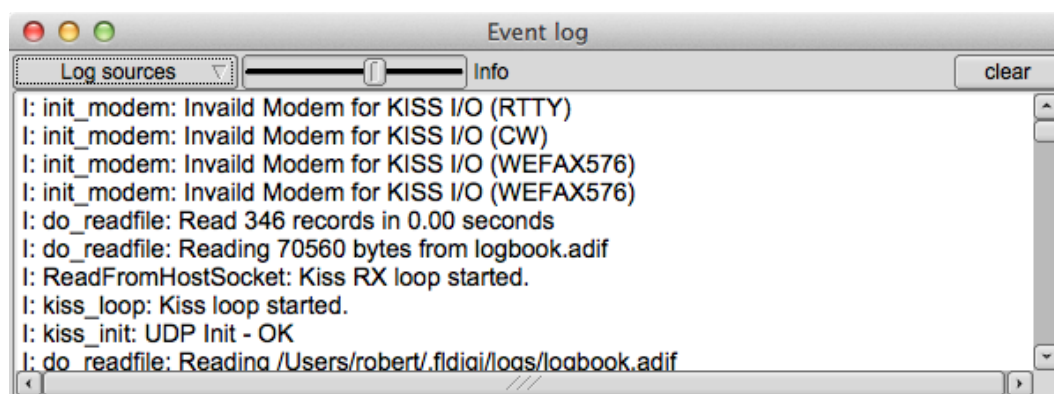 Event log
Log sources Info clear
I: init_modem: Invaild Modem for KISS I/O (RTTY)
I: init_modem: Invaild Modem for KISS I/O (CW)
I: init_modem: Invaild Modem for KISS I/O (WEFAX576)
I: init_modem: Invaild Modem for KISS I/O (WEFAX576)
I: do_readfile: Read 346 records in 0.00 seconds
I: do_readfile: Reading 70560 bytes from logbook.adif
I: ReadFromHostSocket: Kiss RX loop started.
I: kiss_loop: Kiss loop started.
I: kiss_init: UDP Init - OK
I: do_readfile: Reading /Users/robert/.fldigi/logs/logbook.adif